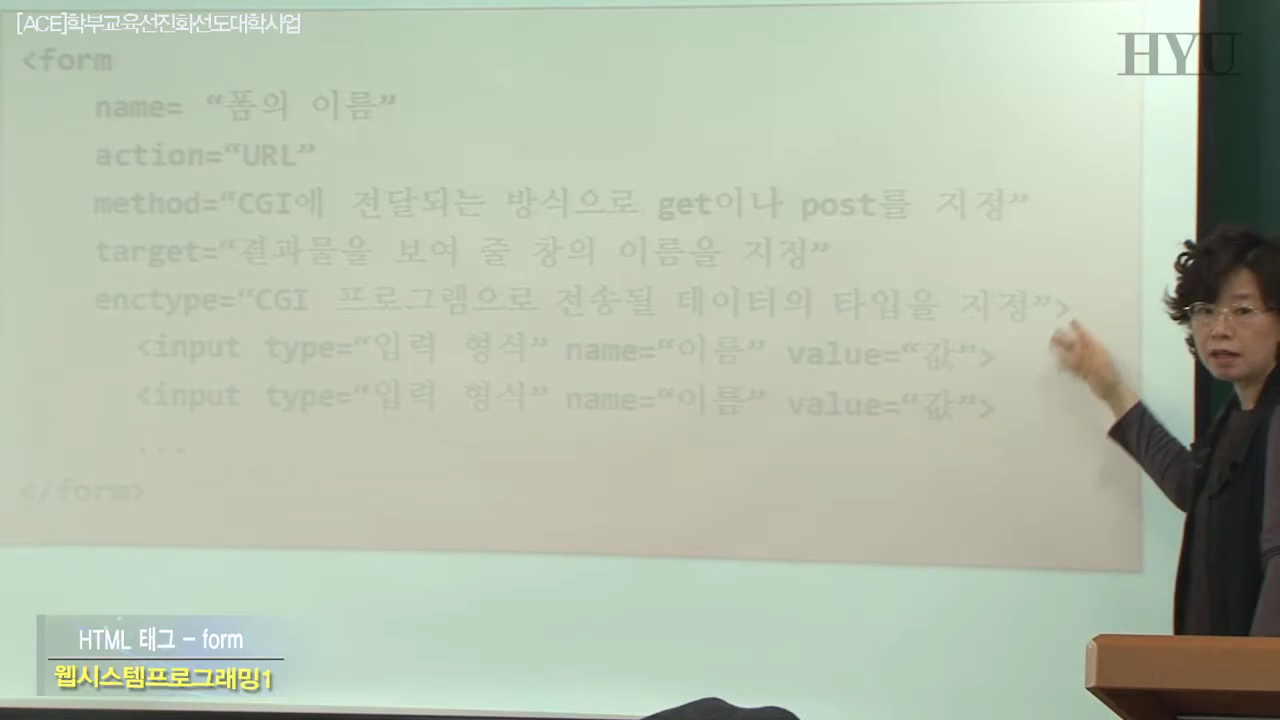 [ACE]학부교육선진화선도대학사업
HYU
<form
name= “폼의 이름”
action=“URL”
method=“CGI에 전달되는 방식으로 get이나 post를 지정”
target=“결과물을 보여 줄 창의 이름을 지정”
enctype=“CGI 프로그램으로 전송될 데이터의 타입을 지정”>
<input type=“입력 형식” name=“이름” value=“값”>
<input type=“입력 형식” name=“이름” value=“값”>
...
</form>
HTML 태그 - form
웹시스템프로그래밍1